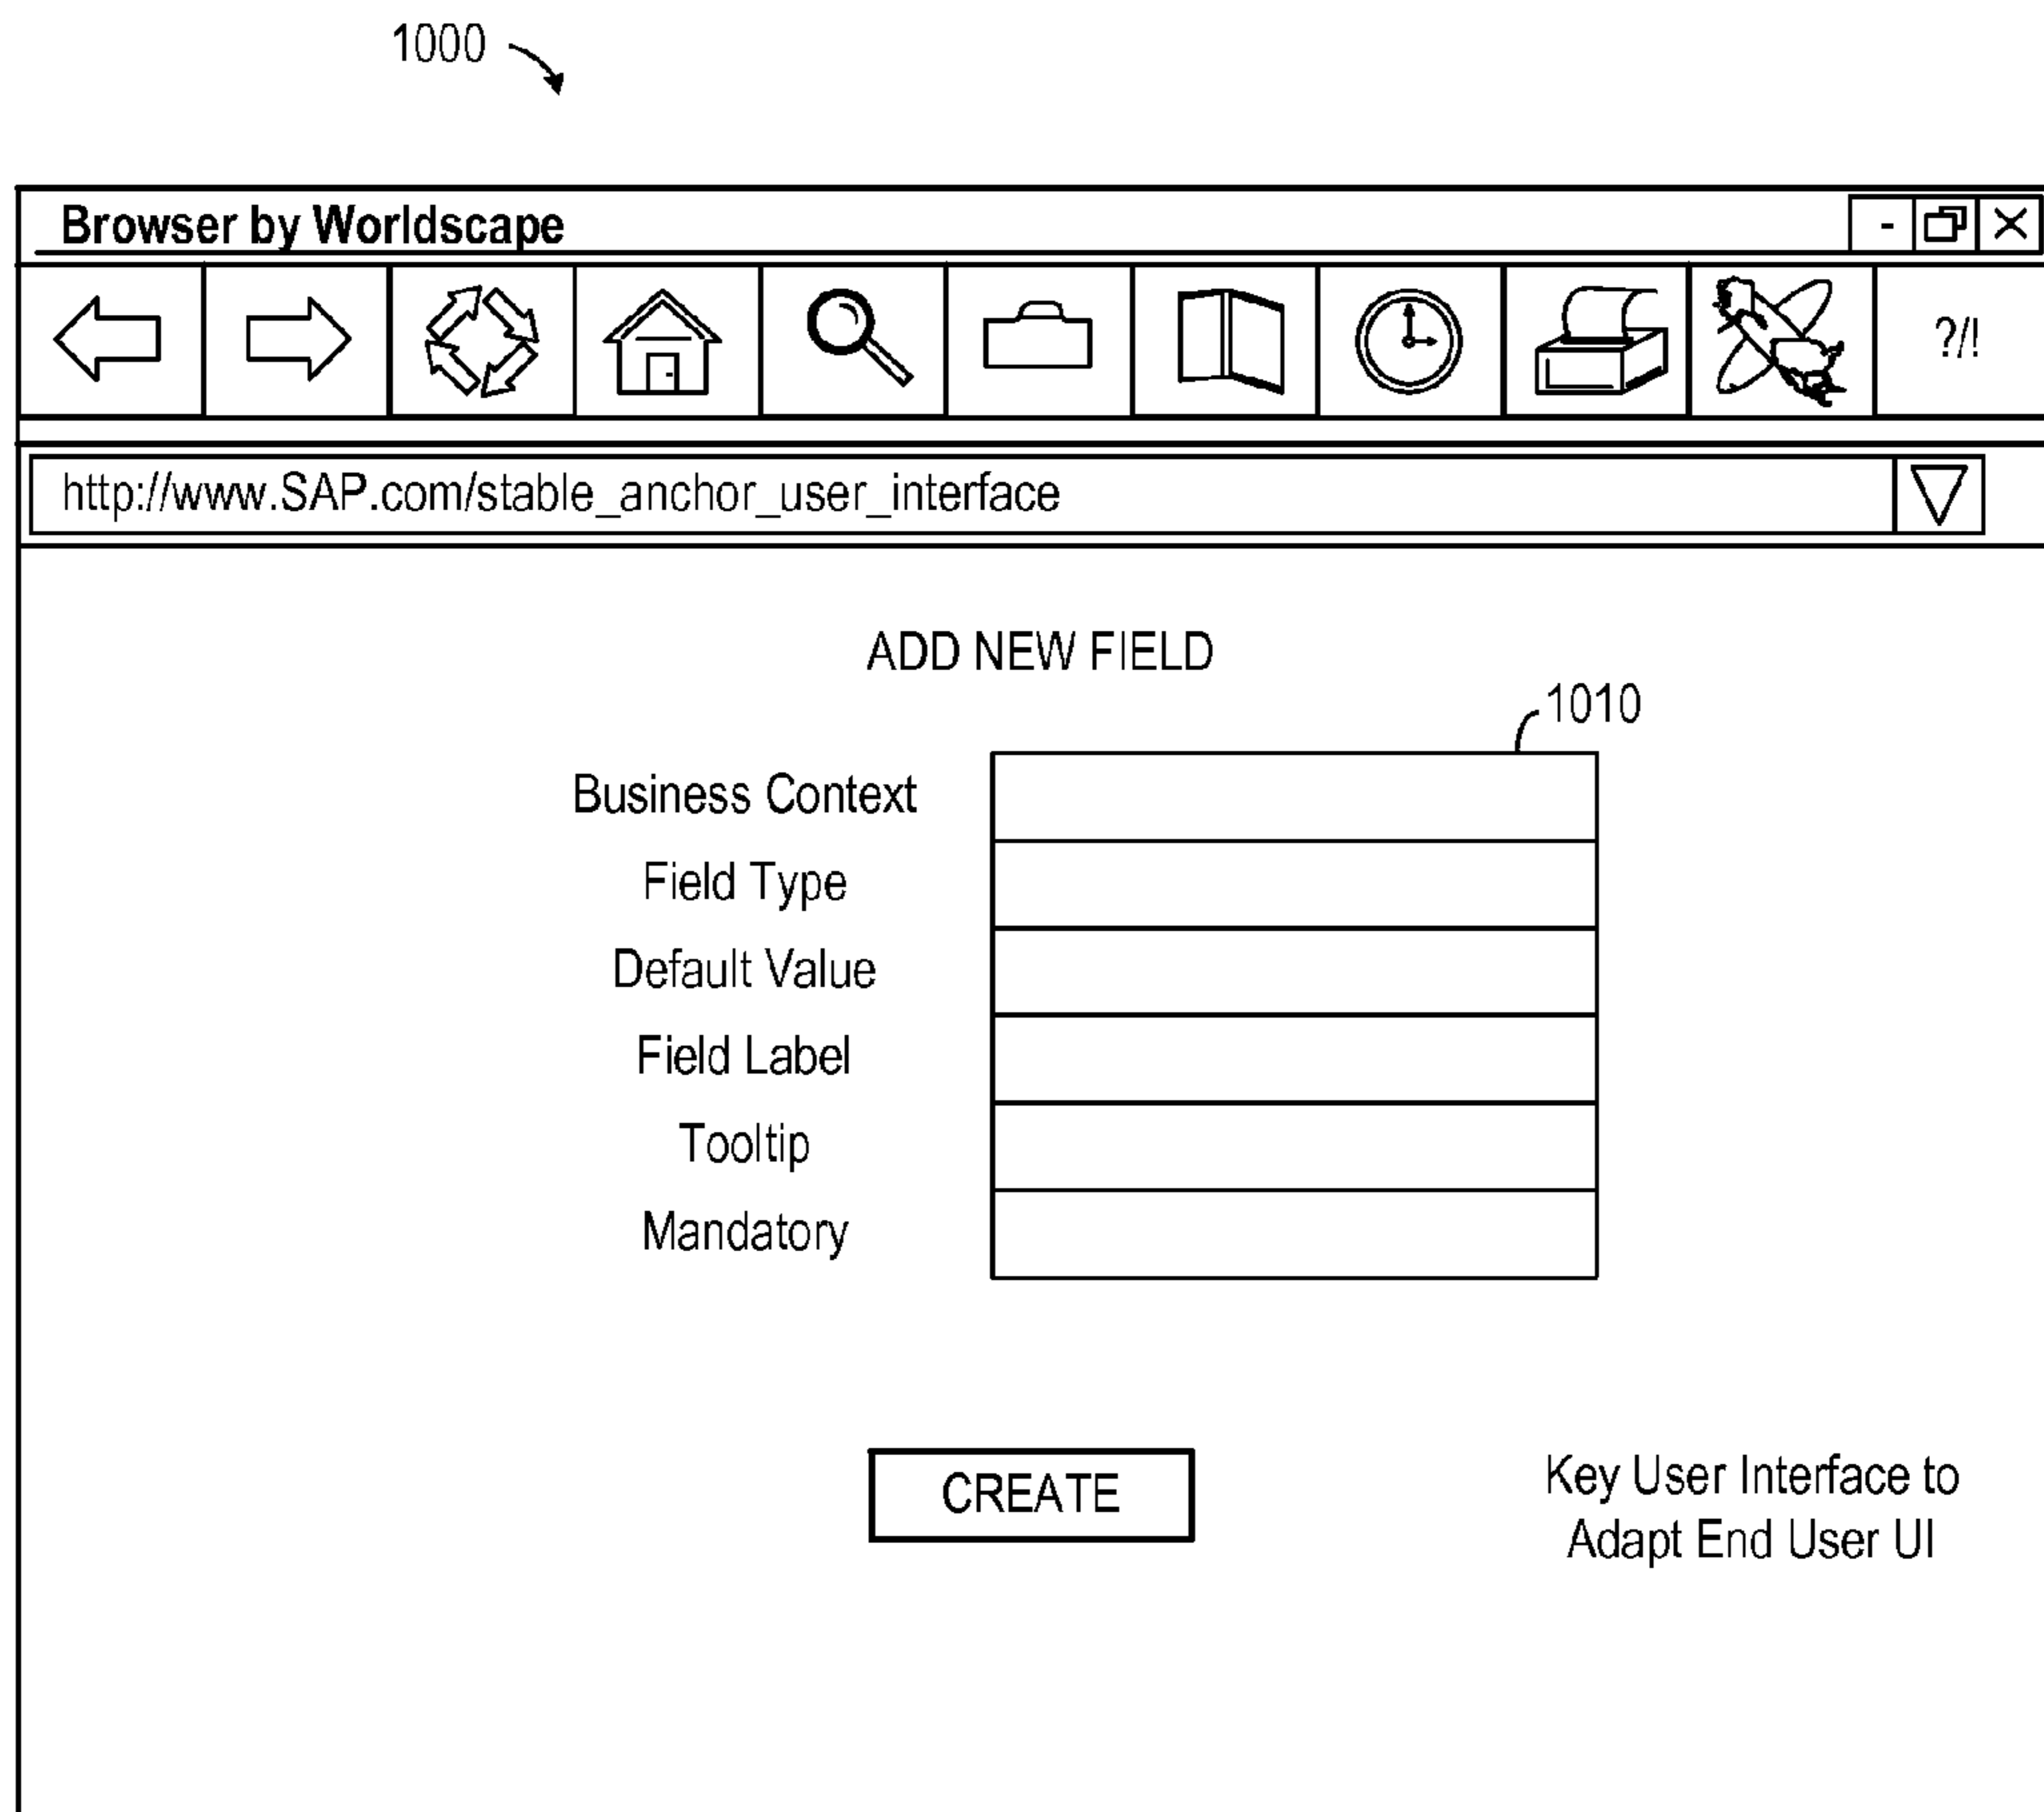 1000
Browser by Worldscape
?/!
http://www.SAP.com/stable_anchor_user_interface
ADD NEW FIELD
1010
Business Context
Field Type
Default Value
Field Label
Tooltip
Mandatory
CREATE
Key User Interface to
Adapt End User UI